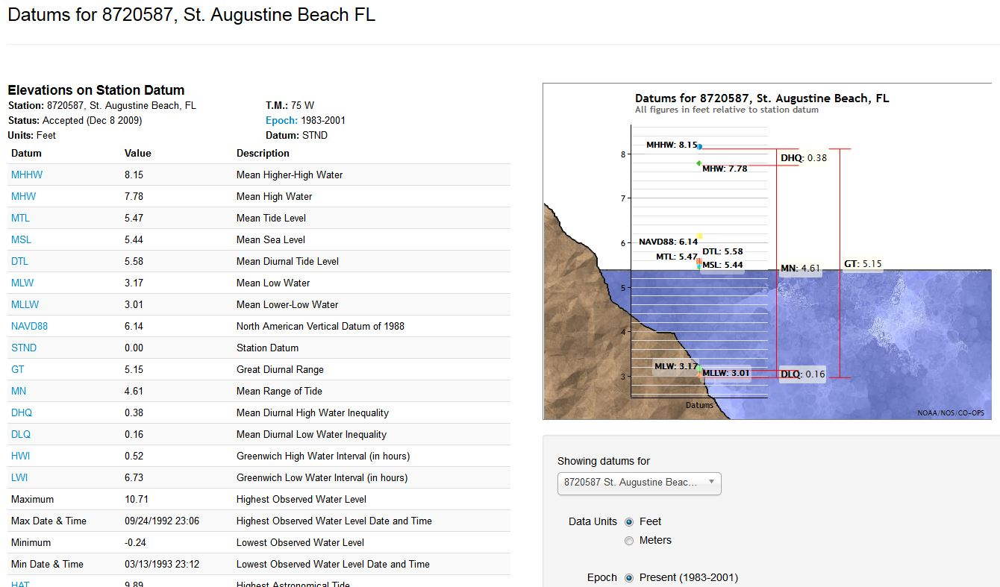 Datums for 8720587, St. Augustine Beach FL
Elevations on Station Datum
Station: 8720587, St. Augustine Beach, FL T.M.: 75 W
Status: Accepted (Dec 8 2009) Epoch: 1983-2001
Units: Feet Datum: STND
Datum Value Description
MHHW 8.15 Mean Higher-High Water
MHW 7.78 Mean High Water
MTL 5.47 Mean Tide Level
MSL 5.44 Mean Sea Level
DTL 5.58 Mean Diurnal Tide Level
MLW 3.17 Mean Low Water
MLLW 3.01 Mean Lower-Low Water
NAVD88 6.14 North American Vertical Datum of 1988
STND 0.00 Station Datum
GT 5.15 Great Diurnal Range
MN 4.61 Mean Range of Tide
DHQ 0.38 Mean Diurnal High Water Inequality
DLQ 0.16 Mean Diurnal Low Water Inequality
HWI 0.52 Greenwich High Water Interval (in hours)
LWI 6.73 Greenwich Low Water Interval (in hours)
Maximum 10.71 Highest Observed Water Level
Max Date & Time 09/24/1992 23:06 Highest Observed Water Level Date and Time
Minimum -0.24 Lowest Observed Water Level
Min Date & Time 03/13/1993 23:12 Lowest Observed Water Level Date and Time
HAT 9.89 Highest Astronomical Tide
Datums for 8720587, St. Augustine Beach, FL
All figures in feet relative to station datum
MHHW: 8.15
8
DHQ: 0.38
MHW: 7.78
7
NAVD88: 6.14
6
DTL: 5.58
MTL: 5.47
MSL: 5.44
MN: 4.61
GT: 5.15
5
4
MLW: 3.17
MLLW: 3.01
3
DLQ: 0.16
Datums
NOAA/NOS/CO-OPS
Showing datums for
8720587 St. Augustine Beac...
Data Units Feet
Meters
Epoch Present (1983-2001)